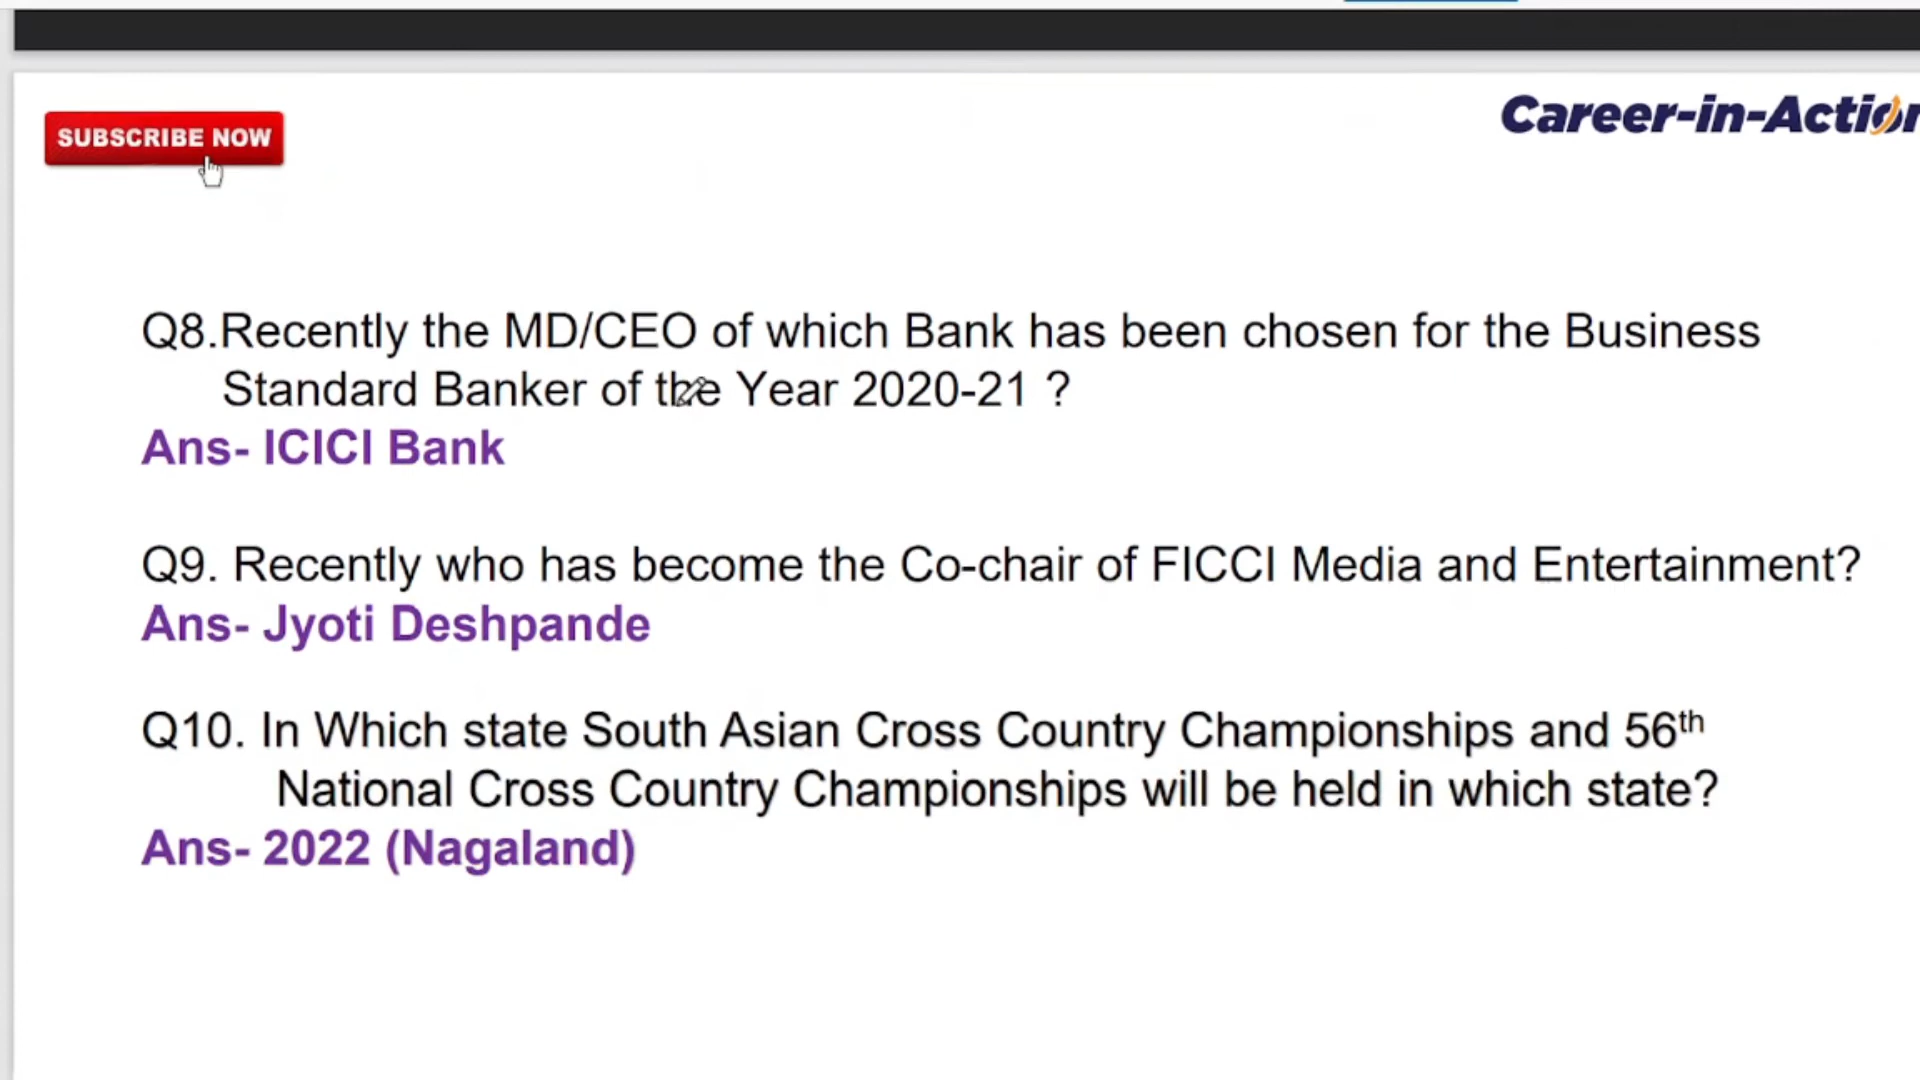 SUBSCRIBE NOW
Career-in-Action
Q8.Recently the MD/CEO of which Bank has been chosen for the Business
Standard Banker of the Year 2020-21 ?
Ans- ICICI Bank
Q9. Recently who has become the Co-chair of FICCI Media and Entertainment?
Ans- Jyoti Deshpande
Q10. In Which state South Asian Cross Country Championships and 56th
National Cross Country Championships will be held in which state?
Ans- 2022 (Nagaland)